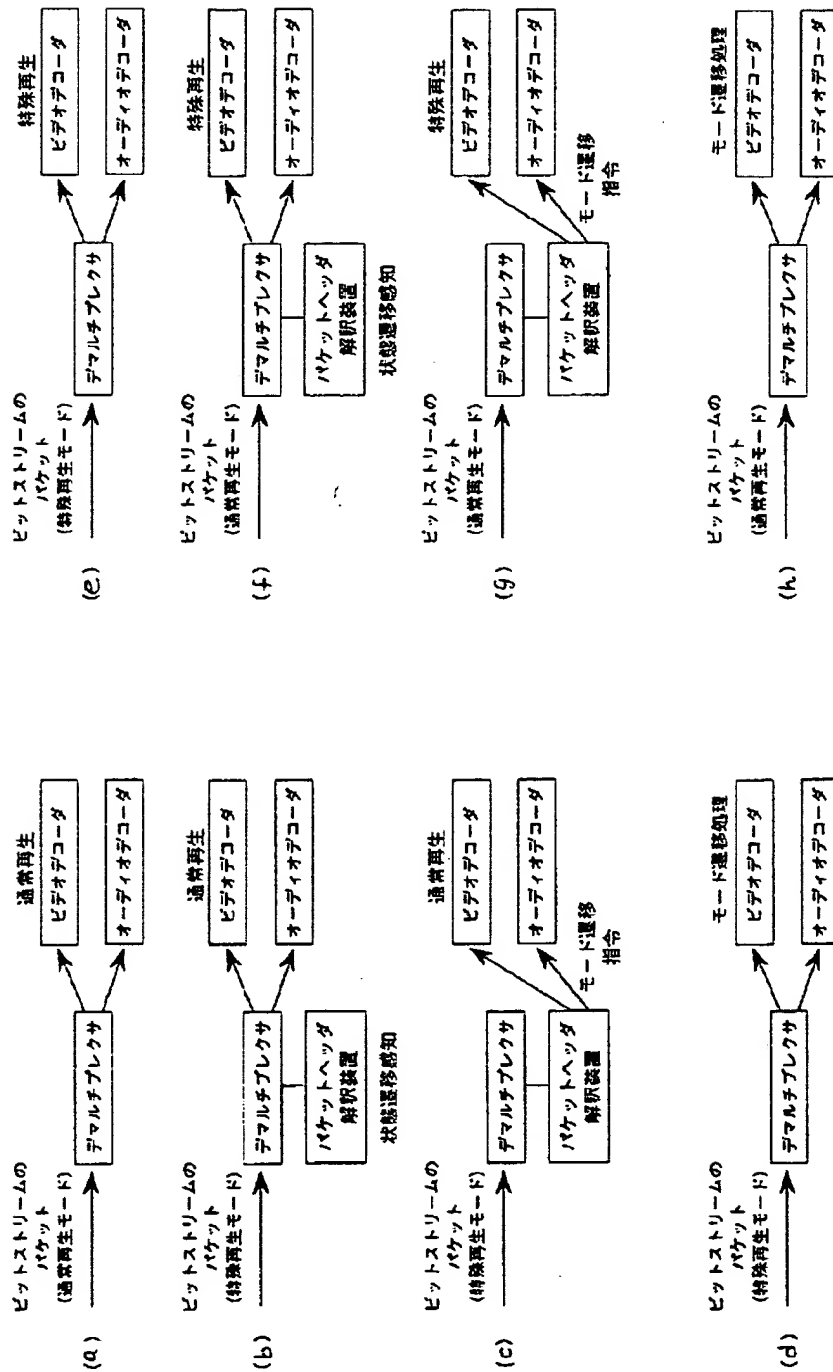 (a)
ビットストリームの
パケット
(通常再生モード)
デマルチプレクサ
通常再生
ビデオデコーダ
オーディオデコーダ
(b)
ビットストリームの
パケット
(特殊再生モード)
デマルチプレクサ
パケットヘッダ
解釈装置
状態遷移感知
通常再生
ビデオデコーダ
オーディオデコーダ
(c)
ビットストリームの
パケット
(特殊再生モード)
デマルチプレクサ
パケットヘッダ
解釈装置
モード遷移
指令
通常再生
ビデオデコーダ
オーディオデコーダ
(d)
ビットストリームの
パケット
(特殊再生モード)
デマルチプレクサ
モード遷移処理
ビデオデコーダ
オーディオデコーダ
(e)
ビットストリームの
パケット
(特殊再生モード)
デマルチプレクサ
特殊再生
ビデオデコーダ
オーディオデコーダ
(f)
ビットストリームの
パケット
(通常再生モード)
デマルチプレクサ
パケットヘッダ
解釈装置
状態遷移感知
特殊再生
ビデオデコーダ
オーディオデコーダ
(g)
ビットストリームの
パケット
(通常再生モード)
デマルチプレクサ
パケットヘッダ
解釈装置
モード遷移
指令
特殊再生
ビデオデコーダ
オーディオデコーダ
(h)
ビットストリームの
パケット
(通常再生モード)
デマルチプレクサ
モード遷移処理
ビデオデコーダ
オーディオデコーダ